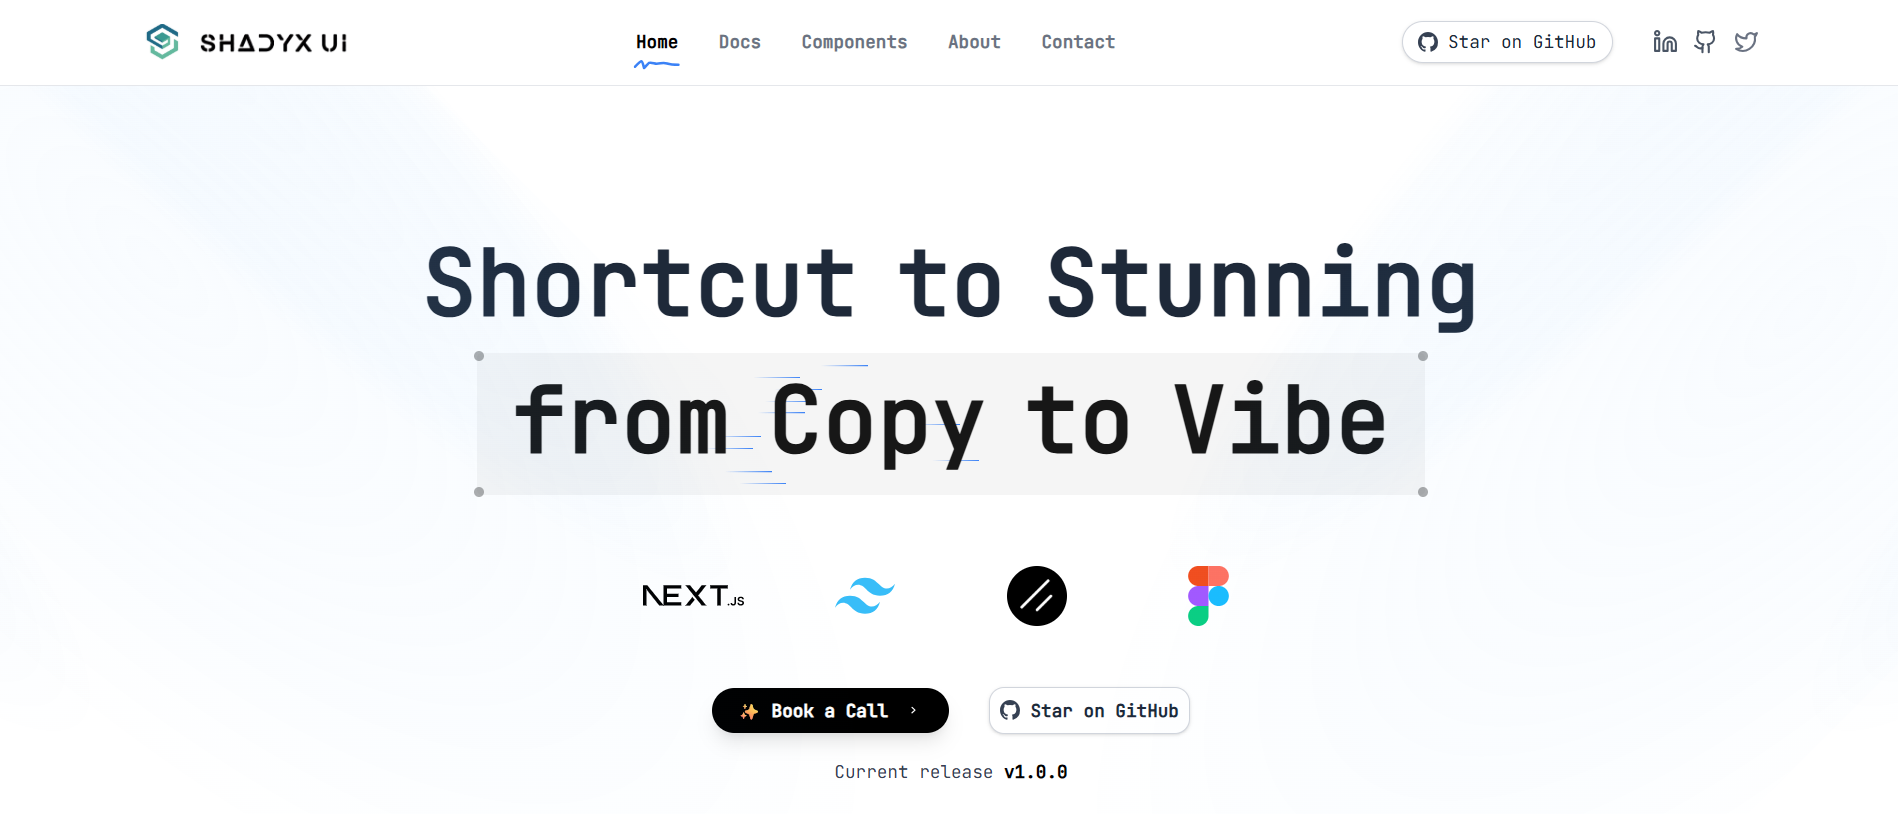 SHADYX UI
Home
Docs
Components
About
Contact
Star on GitHub
in
Shortcut to Stunning
from Copy to Vibe
NEXT.JS
✨ Book a Call ›
Star on GitHub
Current release v1.0.0